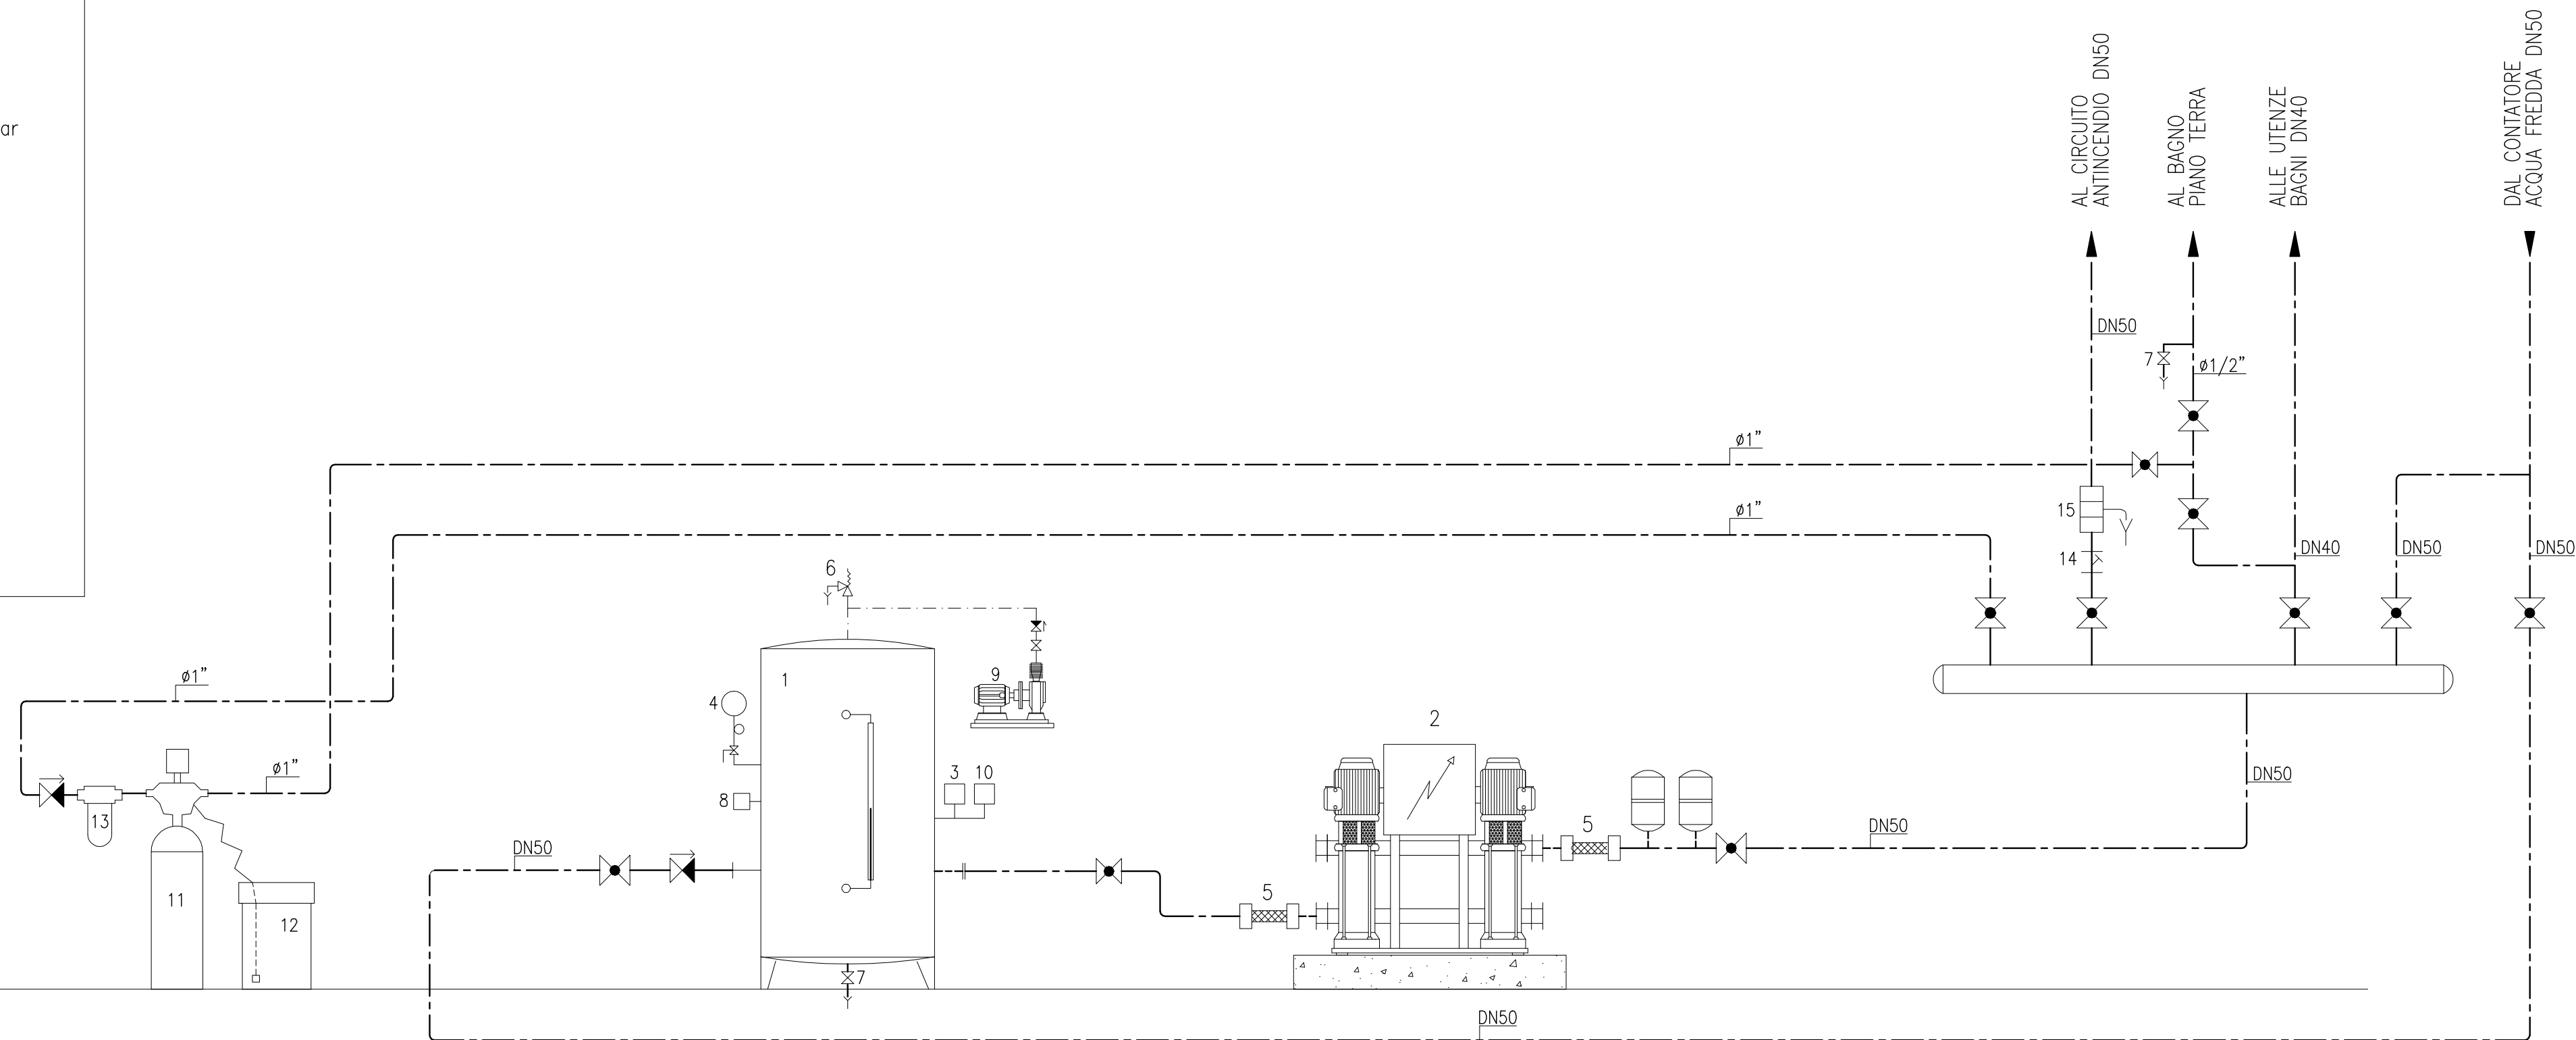 ar
AL CIRCUITO
ANTINCENDIO DN50
AL BAGNO
PIANO TERRA
ALLE UTENZE
BAGNI DN40
DAL CONTATORE
ACQUA FREDDA DN50
DN50
7
ø1/2"
ø1"
15
ø1"
14
DN40
DN50
DN50
6
ø1"
1
9
4
2
ø1"
3
10
DN50
8
13
5
DN50
DN50
5
11
12
7
DN50